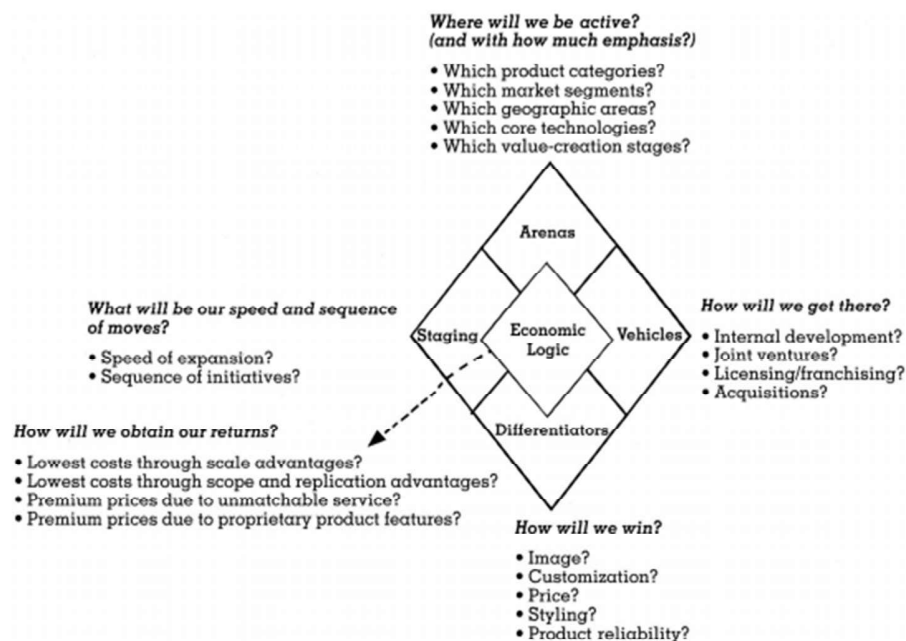 Where will we be active?
(and with how much emphasis?)
• Which product categories?
• Which market segments?
• Which geographic areas?
• Which core technologies?
• Which value-creation stages?
Arenas
What will be our speed and sequence
of moves?
• Speed of expansion?
• Sequence of initiatives?
Staging
Economic
Logic
Vehicles
How will we get there?
• Internal development?
• Joint ventures?
• Licensing/franchising?
• Acquisitions?
How will we obtain our returns?
• Lowest costs through scale advantages?
• Lowest costs through scope and replication advantages?
• Premium prices due to unmatchable service?
• Premium prices due to proprietary product features?
Differentiators
How will we win?
• Image?
• Customization?
• Price?
• Styling?
• Product reliability?